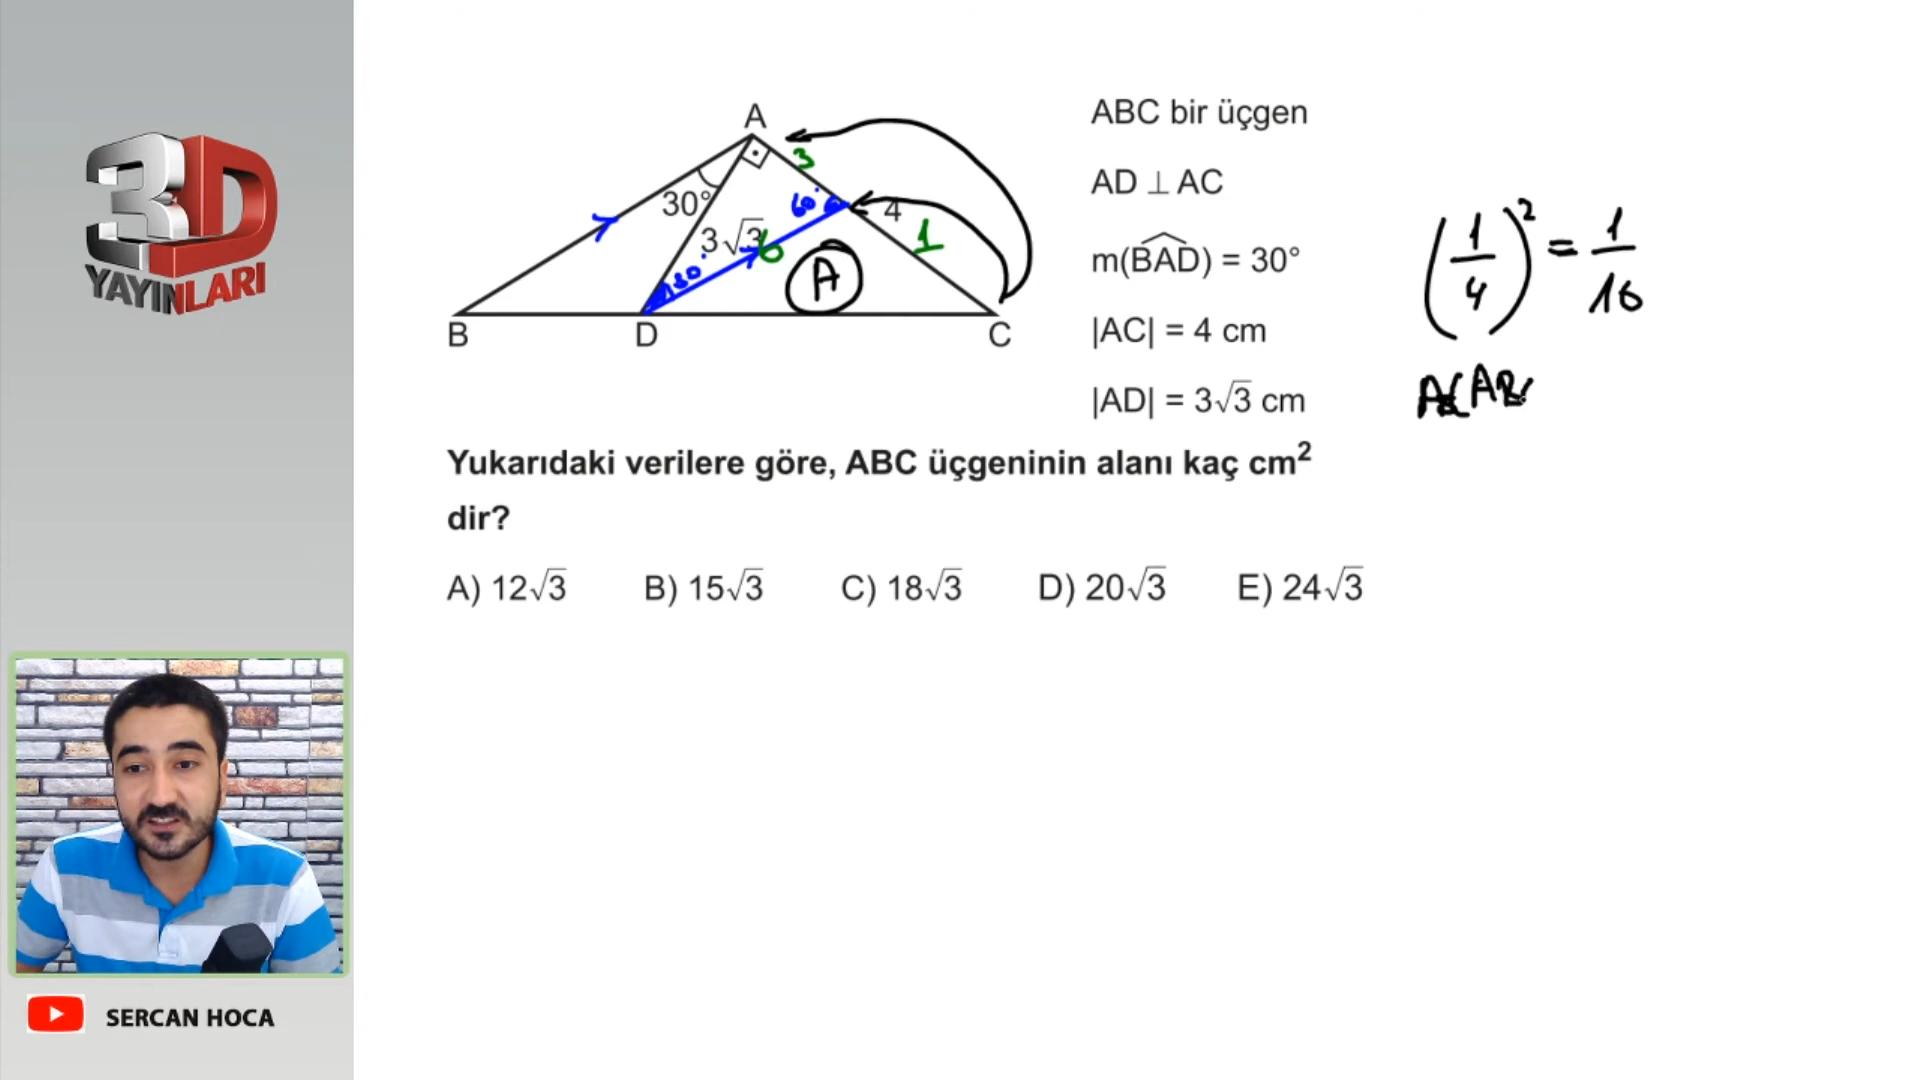 3D
YAYINLARI
A
3
30°
60°
4
3√3
6
1
30°
A
B
D
C
ABC bir üçgen
AD ⊥ AC
m(BAD) = 30°
|AC| = 4 cm
|AD| = 3√3 cm
(1/4)² = 1/16
A(AB
Yukarıdaki verilere göre, ABC üçgeninin alanı kaç cm²
dir?
A) 12√3 B) 15√3 C) 18√3 D) 20√3 E) 24√3
SERCAN HOCA